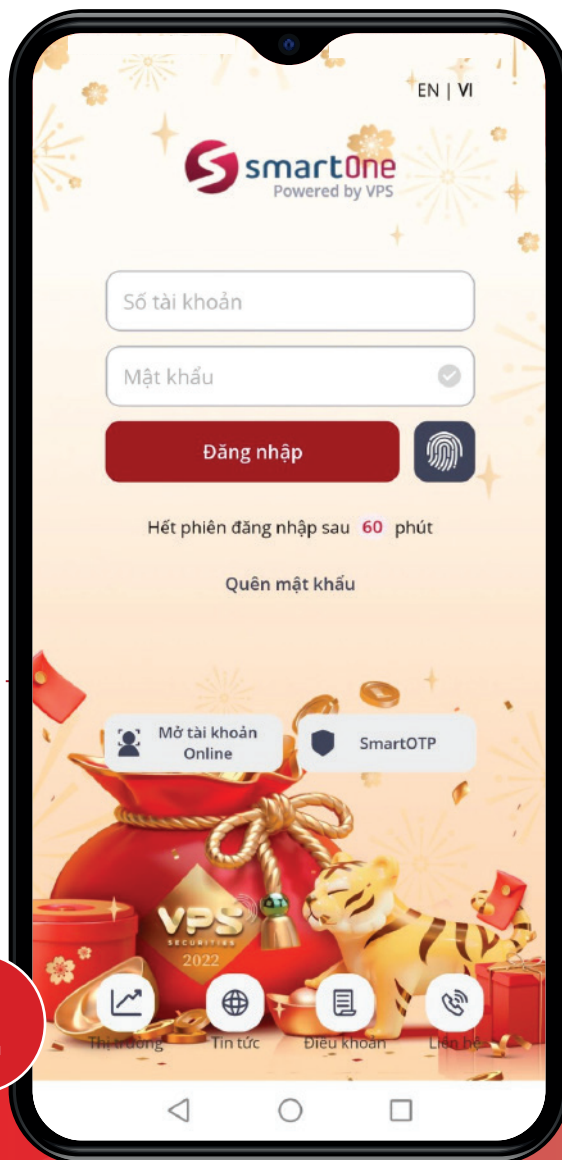 EN | VI
smartOne
Powered by VPS
Số tài khoản
Mật khẩu
Đăng nhập
Hết phiên đăng nhập sau 60 phút
Quên mật khẩu
Mở tài khoản
Online
SmartOTP
VPS
SECURITIES
2022
Thị trường
Tin tức
Điều khoản
Liên hệ